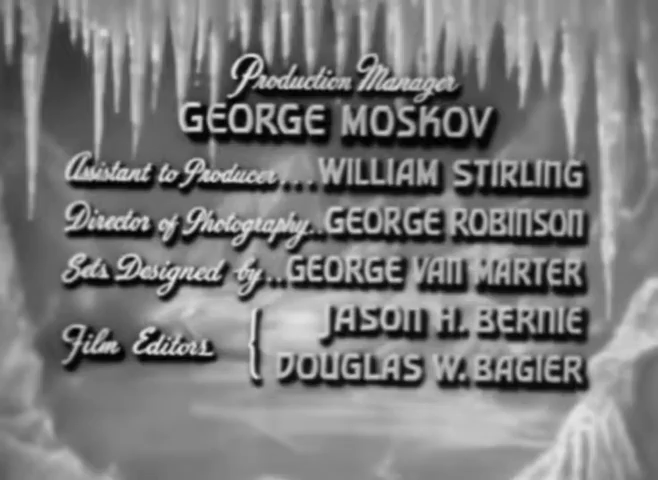 Production Manager
GEORGE MOSKOV
Assistant to Producer...WILLIAM STIRLING
Director of Photography..GEORGE ROBINSON
Sets Designed by..GEORGE VAN MARTER
Film Editors { JASON H. BERNIE
DOUGLAS W. BAGIER